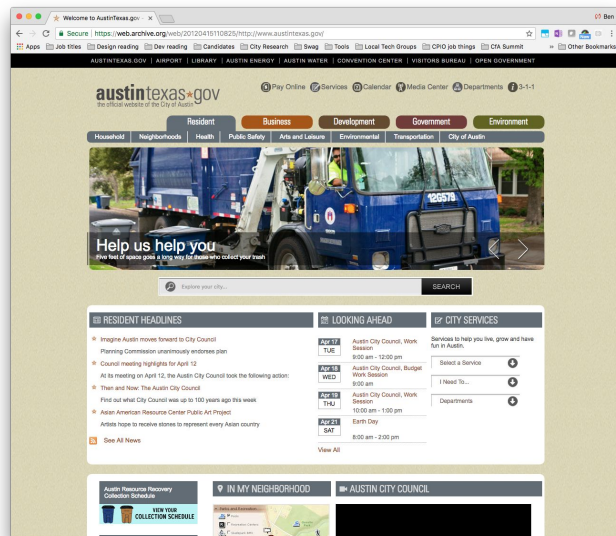 Welcome to AustinTexas.gov -
Ben
Secure | https://web.archive.org/web/20120415110825/http://www.austintexas.gov/
Apps Job titles Design reading Dev reading Candidates City Research Swag Tools Local Tech Groups CPIO job things CfA Summit » Other Bookmarks
AUSTINTEXAS.GOV | AIRPORT | LIBRARY | AUSTIN ENERGY | AUSTIN WATER | CONVENTION CENTER | VISITORS BUREAU | OPEN GOVERNMENT
austintexas.gov
the official website of the City of Austin
Pay Online Services Calendar Media Center Departments 3-1-1
Resident Business Development Government Environment
Household Neighborhoods Health Public Safety Arts and Leisure Environmental Transportation City of Austin
12G579
Help us help you
Five feet of space goes a long way for those who collect your trash
Explore your city... SEARCH
RESIDENT HEADLINES
Imagine Austin moves forward to City Council
Planning Commission unanimously endorses plan
Council meeting highlights for April 12
At its meeting on April 12, the Austin City Council took the following action:
Then and Now: The Austin City Council
Find out what City Council was up to 100 years ago this week
Asian American Resource Center Public Art Project
Artists hope to receive stones to represent every Asian country
See All News
LOOKING AHEAD
Apr 17 TUE Austin City Council, Work Session
9:00 am - 12:00 pm
Apr 18 WED Austin City Council, Budget Work Session
9:00 am
Apr 19 THU Austin City Council, Work Session
10:00 am - 1:00 pm
Apr 21 SAT Earth Day
8:00 am - 2:00 pm
View All
CITY SERVICES
Services to help you live, grow and have
fun in Austin.
Select a Service
I Need To...
Departments
Austin Resource Recovery
Collection Schedule
VIEW YOUR
COLLECTION SCHEDULE
IN MY NEIGHBORHOOD
Parks and Recreation
AUSTIN CITY COUNCIL